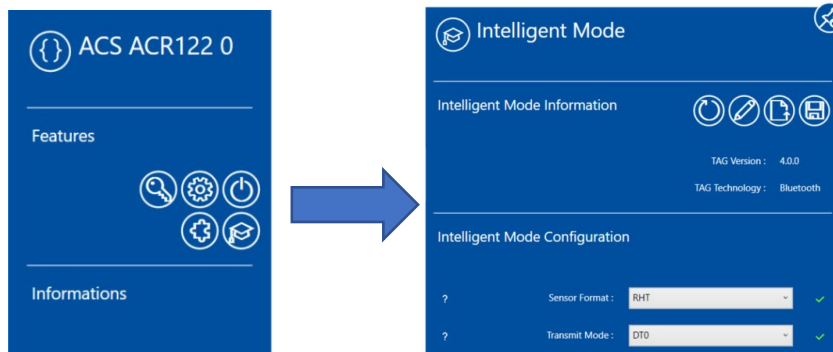 ACS ACR122 0
Features
Informations
Intelligent Mode
Intelligent Mode Information
TAG Version : 4.0.0
TAG Technology : Bluetooth
Intelligent Mode Configuration
? Sensor Format : RHT
? Transmit Mode : DT0